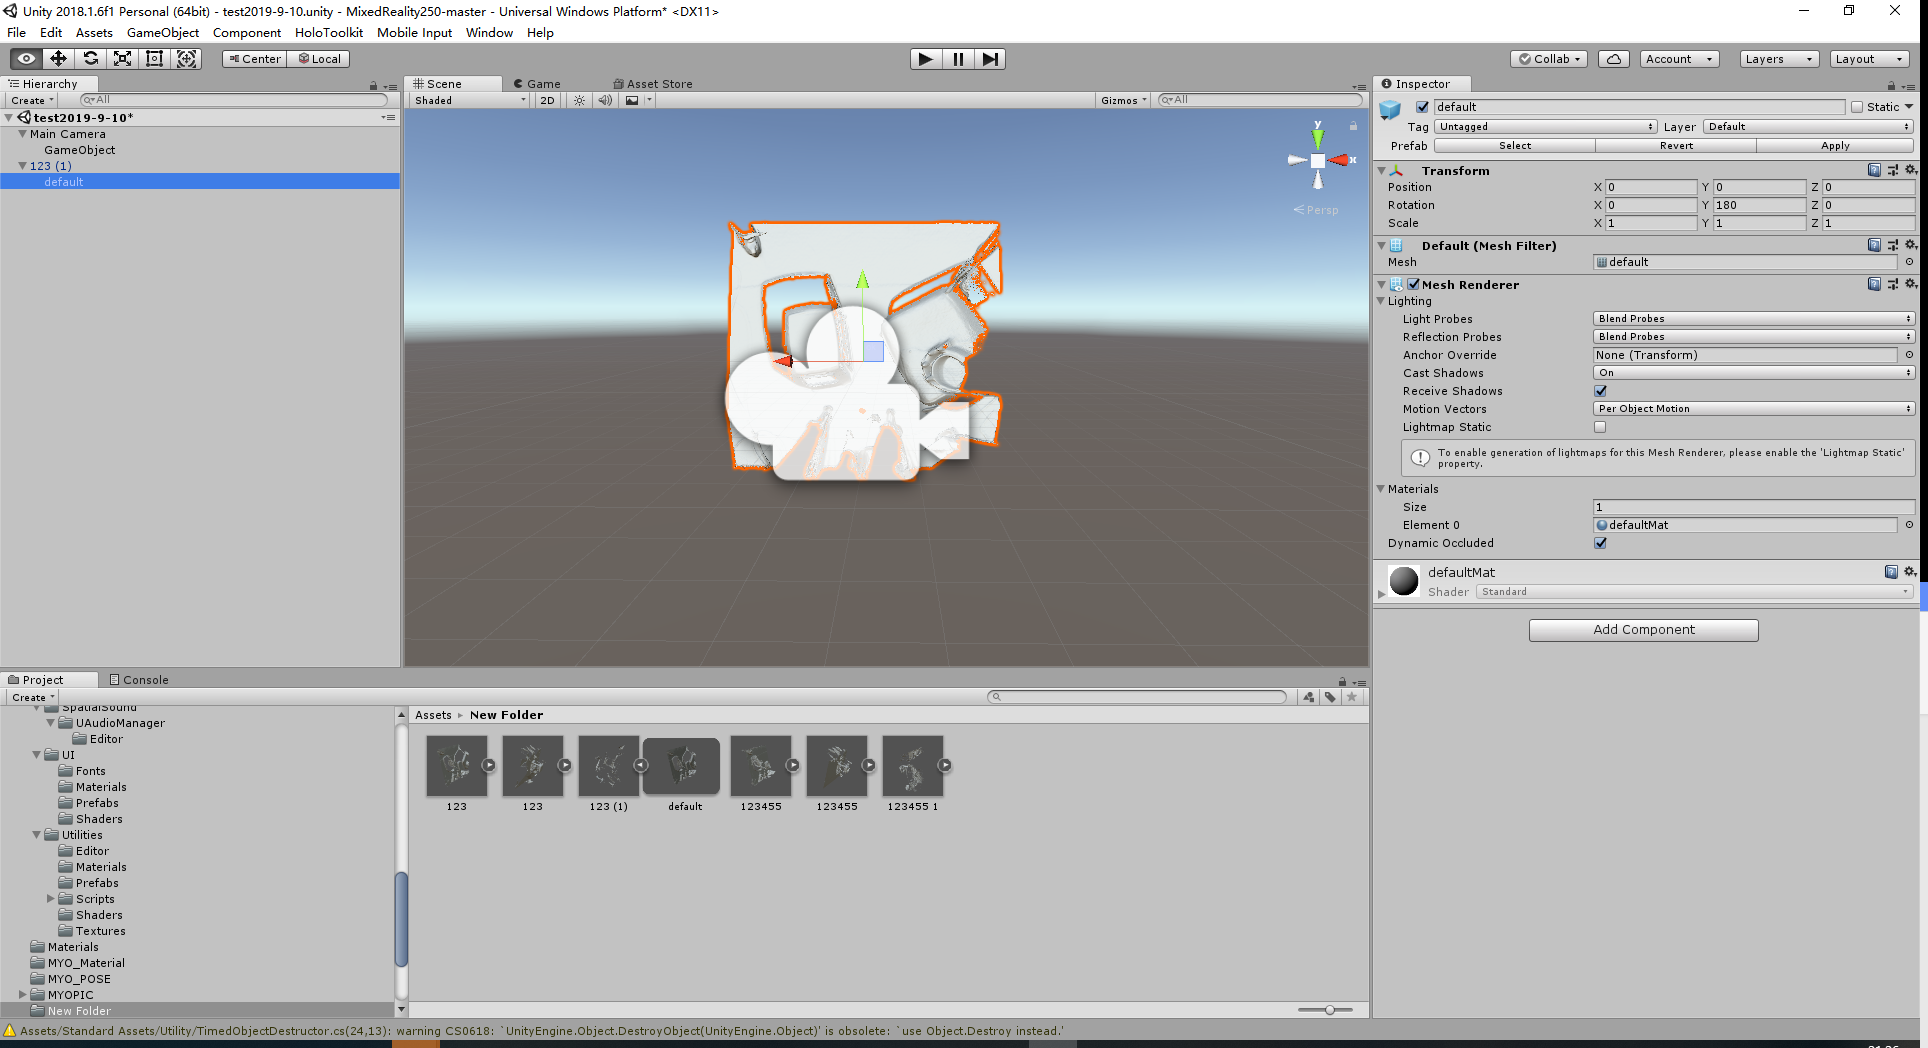 Unity 2018.1.6f1 Personal (64bit) - test2019-9-10.unity - MixedReality250-master - Universal Windows Platform* <DX11>
File Edit Assets GameObject Component HoloToolkit Mobile Input Window Help
Center Local Collab Account Layers Layout
Hierarchy
Create All
test2019-9-10*
Main Camera
GameObject
123 (1)
default
Scene Game Asset Store
Shaded 2D Gizmos All
y
x
Persp
Inspector
default Static
Tag Untagged Layer Default
Prefab Select Revert Apply
Transform
Position X 0 Y 0 Z 0
Rotation X 0 Y 180 Z 0
Scale X 1 Y 1 Z 1
Default (Mesh Filter)
Mesh default
Mesh Renderer
Lighting
Light Probes Blend Probes
Reflection Probes Blend Probes
Anchor Override None (Transform)
Cast Shadows On
Receive Shadows
Motion Vectors Per Object Motion
Lightmap Static
To enable generation of lightmaps for this Mesh Renderer, please enable the 'Lightmap Static'
property.
Materials
Size 1
Element 0 defaultMat
Dynamic Occluded
defaultMat
Shader Standard
Add Component
Project Console
Create
SpatialSound
UAudioManager
Editor
UI
Fonts
Materials
Prefabs
Shaders
Utilities
Editor
Materials
Prefabs
Scripts
Shaders
Textures
Materials
MYO_Material
MYO_POSE
MYOPIC
New Folder
Assets New Folder
123 123 123 (1) default 123455 123455 123455 1
Assets/Standard Assets/Utility/TimedObjectDestructor.cs(24,13): warning CS0618: `UnityEngine.Object.DestroyObject(UnityEngine.Object)' is obsolete: `use Object.Destroy instead.'